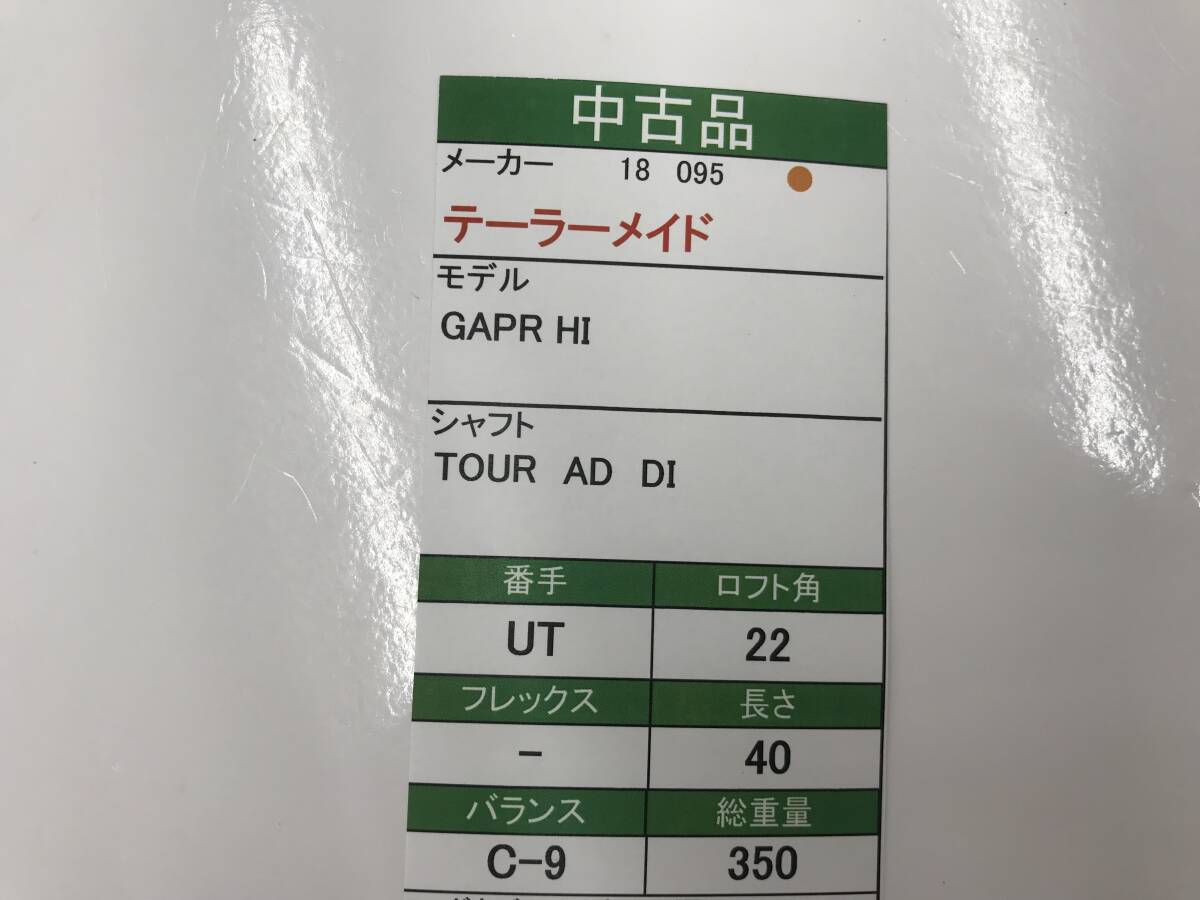 中古品
メーカー 18 095
テーラーメイド
モデル
GAPR HI
シャフト
TOUR AD DI
番手 ロフト角
UT 22
フレックス 長さ
- 40
バランス 総重量
C-9 350